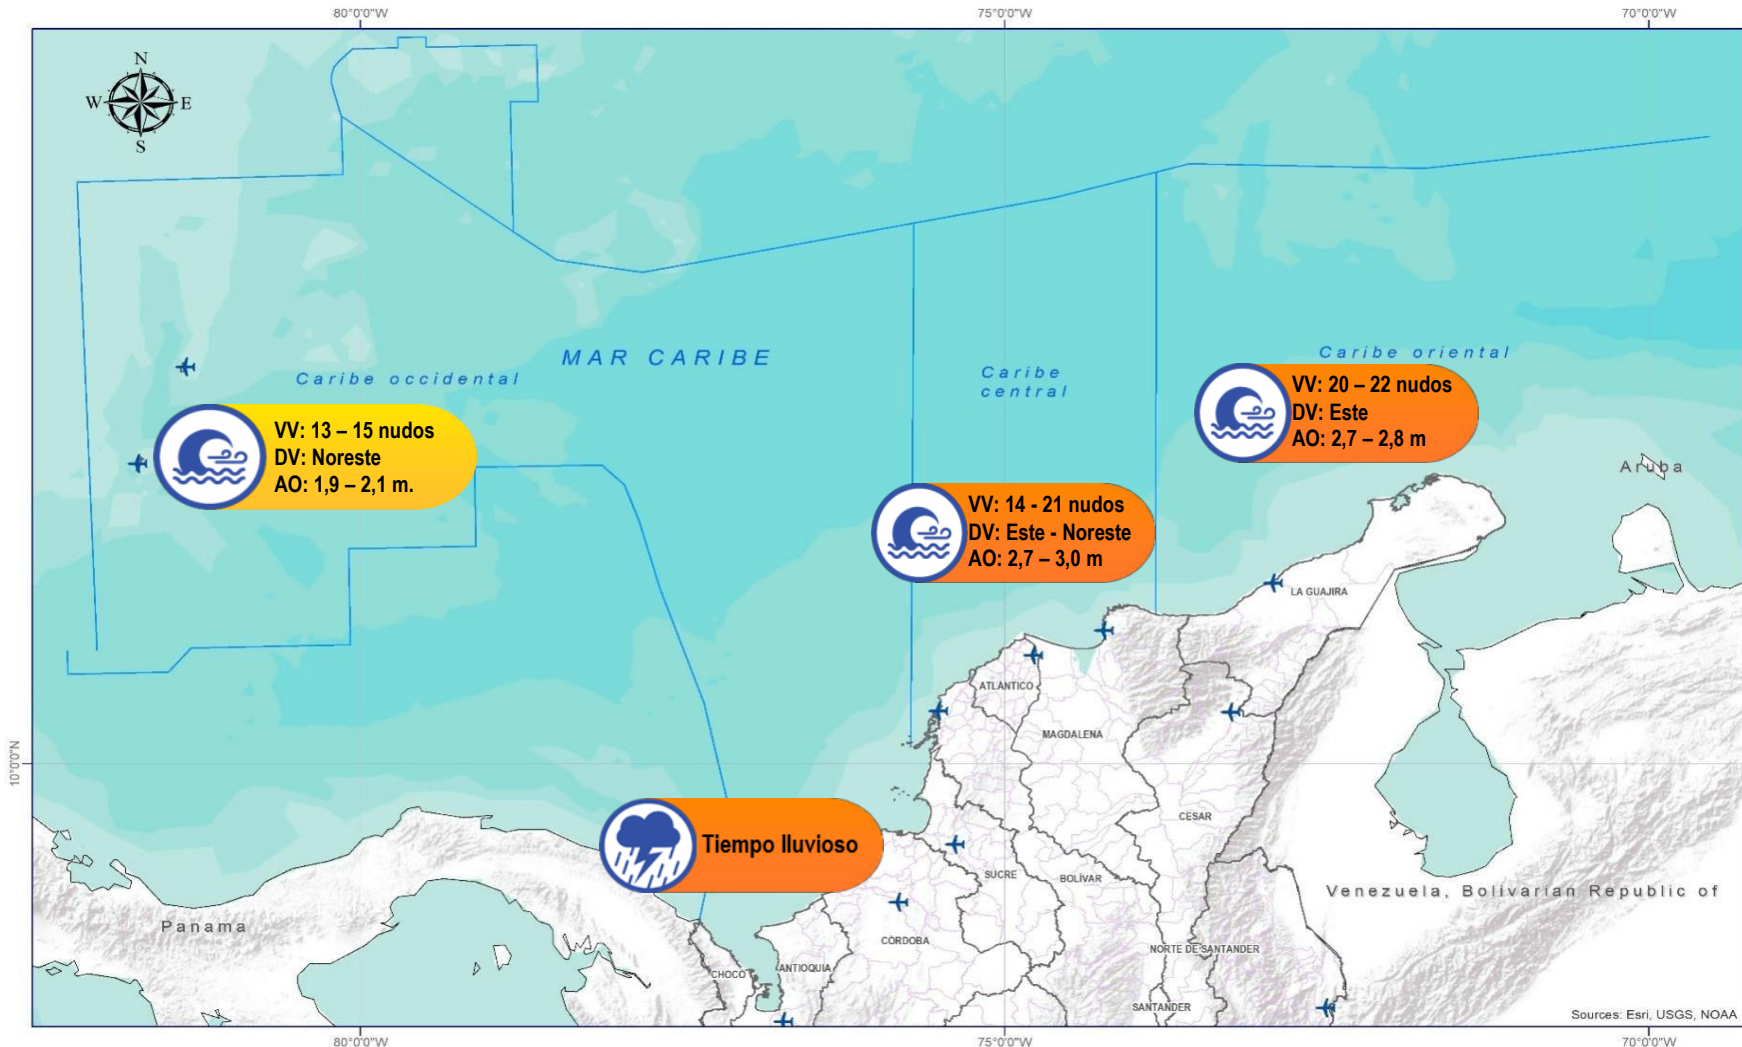 80°0'0"W
75°0'0"W
70°0'0"W
N
W
E
S
MAR CARIBE
Caribe occidental
Caribe
central
Caribe oriental
VV: 20 – 22 nudos
DV: Este
AO: 2,7 – 2,8 m
VV: 13 – 15 nudos
DV: Noreste
AO: 1,9 – 2,1 m.
Aruba
VV: 14 - 21 nudos
DV: Este - Noreste
AO: 2,7 – 3,0 m
LA GUAJIRA
ATLÁNTICO
MAGDALENA
10°0'0"N
CESAR
Tiempo lluvioso
SUCRE
BOLÍVAR
Venezuela, Bolivarian Republic of
Panama
CÓRDOBA
NORTE DE SANTANDER
CHOCO
ANTIOQUIA
SANTANDER
Sources: Esri, USGS, NOAA
80°0'0"W
75°0'0"W
70°0'0"W